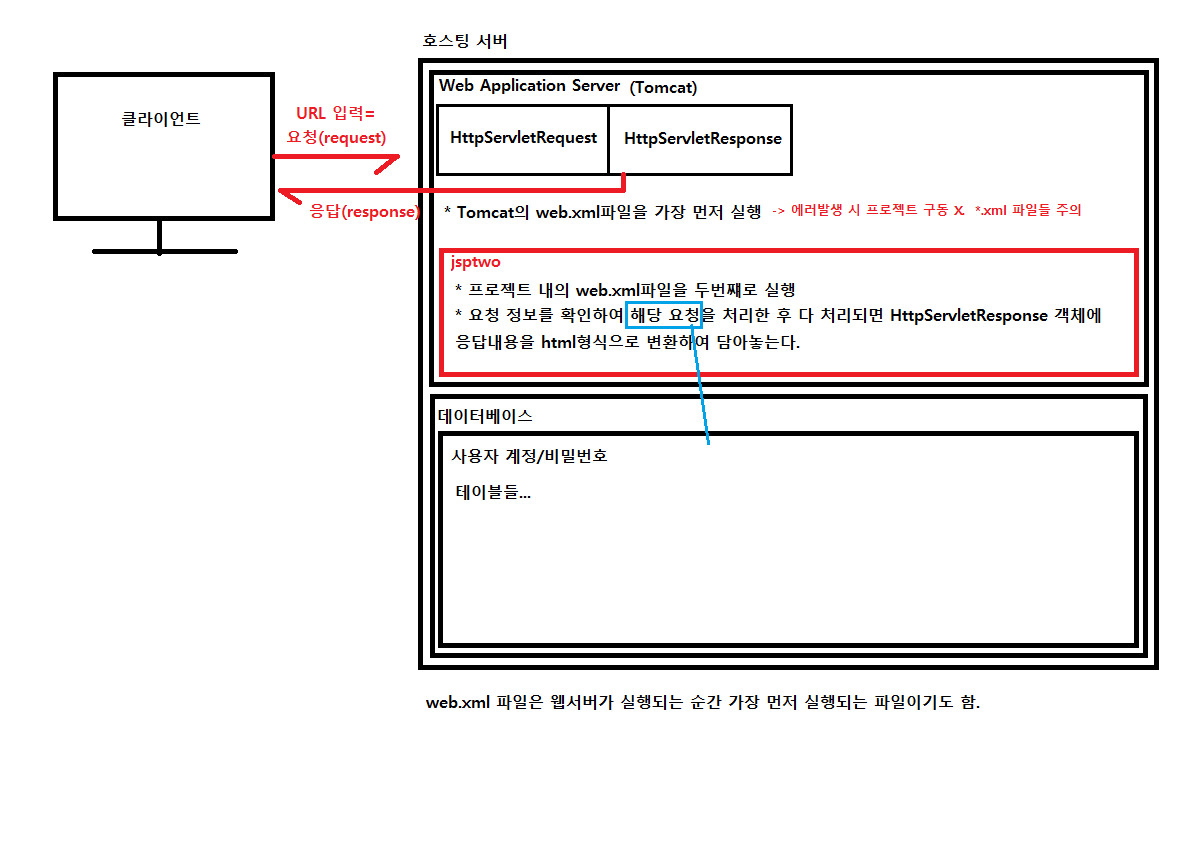 호스팅 서버
클라이언트
URL 입력=
요청(request)
응답(response)
Web Application Server (Tomcat)
HttpServletRequest
HttpServletResponse
* Tomcat의 web.xml파일을 가장 먼저 실행 -> 에러발생 시 프로젝트 구동 X. *.xml 파일들 주의
jsptwo
* 프로젝트 내의 web.xml파일을 두번째로 실행
* 요청 정보를 확인하여 해당 요청을 처리한 후 다 처리되면 HttpServletResponse 객체에
응답내용을 html형식으로 변환하여 담아놓는다.
데이터베이스
사용자 계정/비밀번호
테이블들...
web.xml 파일은 웹서버가 실행되는 순간 가장 먼저 실행되는 파일이기도 함.